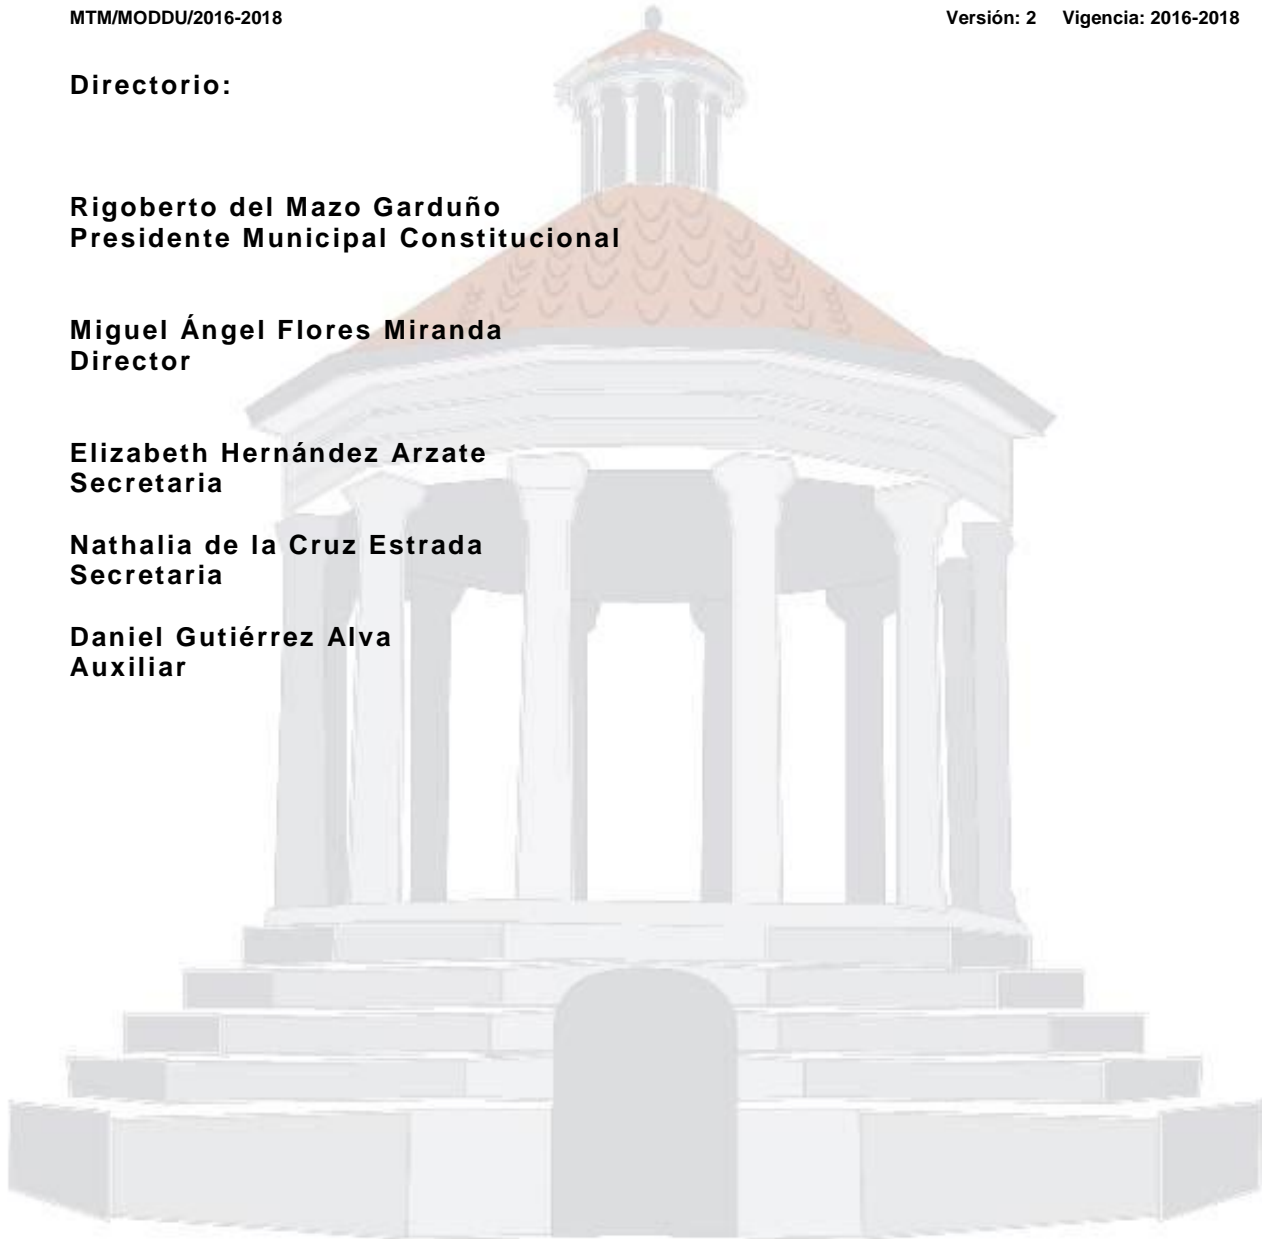 MTM/MODDU/2016-2018 Versión: 2 Vigencia: 2016-2018
Directorio:
Rigoberto del Mazo Garduño
Presidente Municipal Constitucional
Miguel Ángel Flores Miranda
Director
Elizabeth Hernández Arzate
Secretaria
Nathalia de la Cruz Estrada
Secretaria
Daniel Gutiérrez Alva
Auxiliar